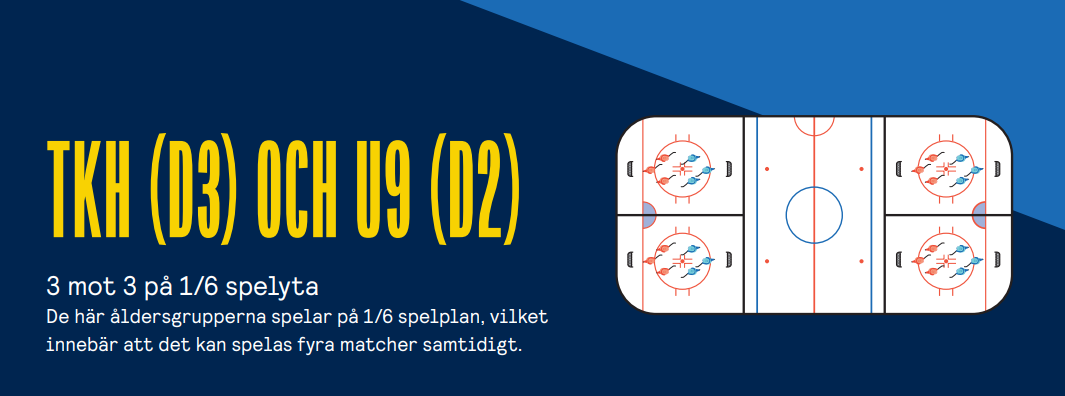 TKH (D3) OCH U9 (D2)
3 mot 3 på 1/6 spelyta
De här åldersgrupperna spelar på 1/6 spelplan, vilket
innebär att det kan spelas fyra matcher samtidigt.